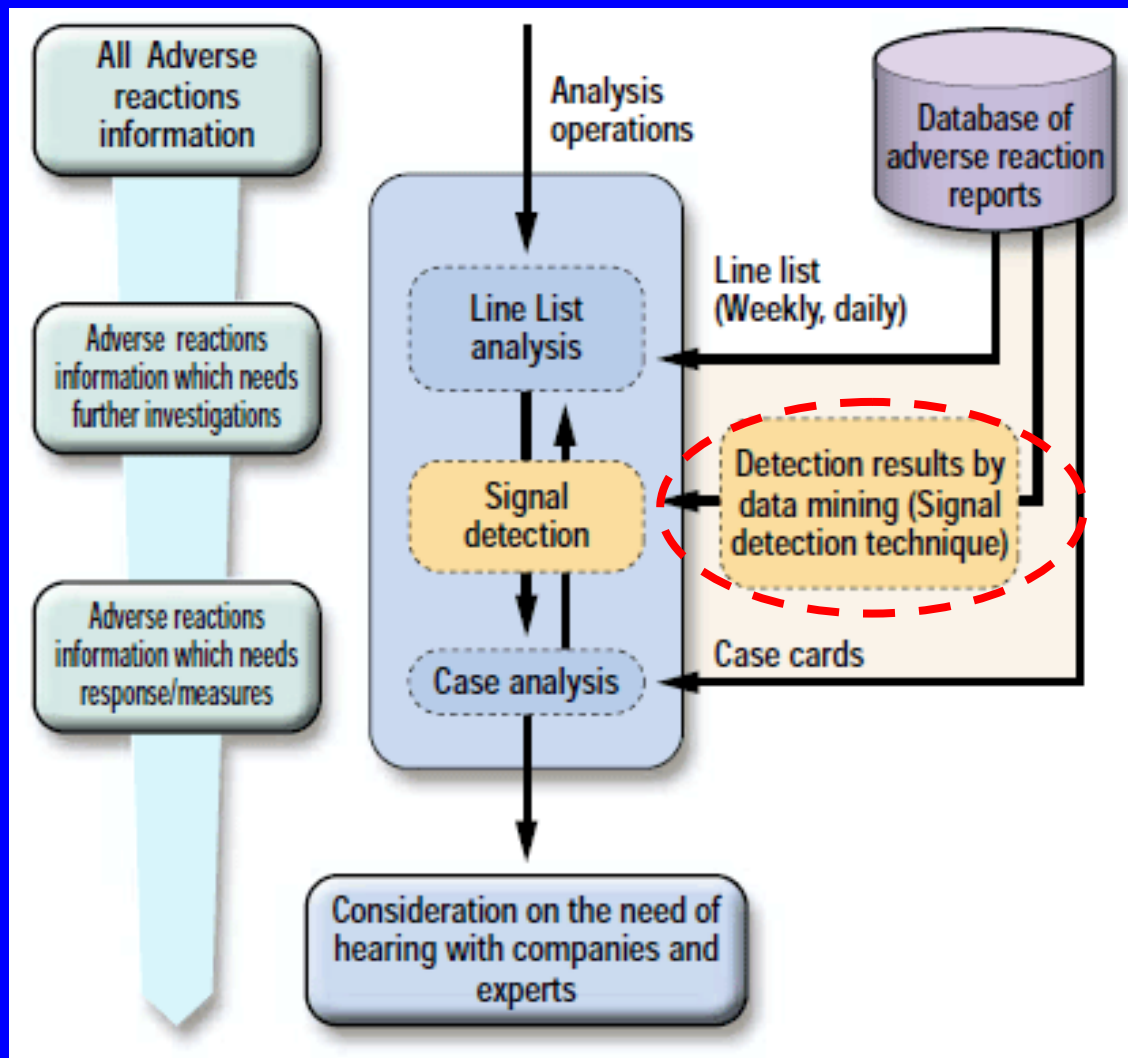 All Adverse
reactions
information
Adverse reactions
information which needs
further investigations
Adverse reactions
information which needs
response/measures
Analysis
operations
Line List
analysis
Signal
detection
Case analysis
Consideration on the need of
hearing with companies and
experts
Database of
adverse reaction
reports
Line list
(Weekly, daily)
Detection results by
data mining (Signal
detection technique)
Case cards